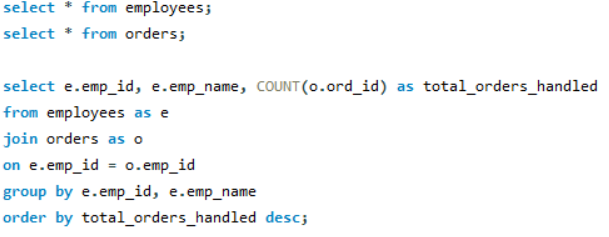 select * from employees;
select * from orders;
select e.emp_id, e.emp_name, COUNT(o.ord_id) as total_orders_handled
from employees as e
join orders as o
on e.emp_id = o.emp_id
group by e.emp_id, e.emp_name
order by total_orders_handled desc;